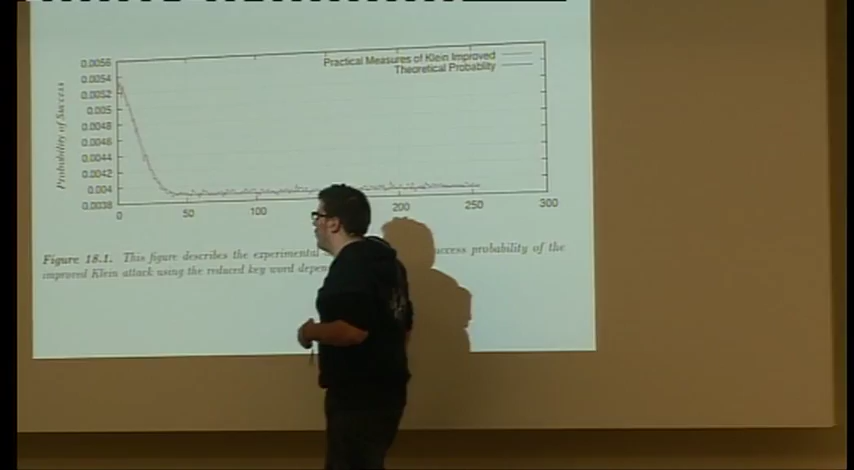 Practical Measures of Klein Improved
Theoretical Probablity
Probability of Success
0.0056
0.0054
0.0052
0.005
0.0048
0.0046
0.0044
0.0042
0.004
0.0038
0 50 100 200 250 300
Figure 18.1. This figure describes the experimental success probability of the
improved Klein attack using the reduced key word depen